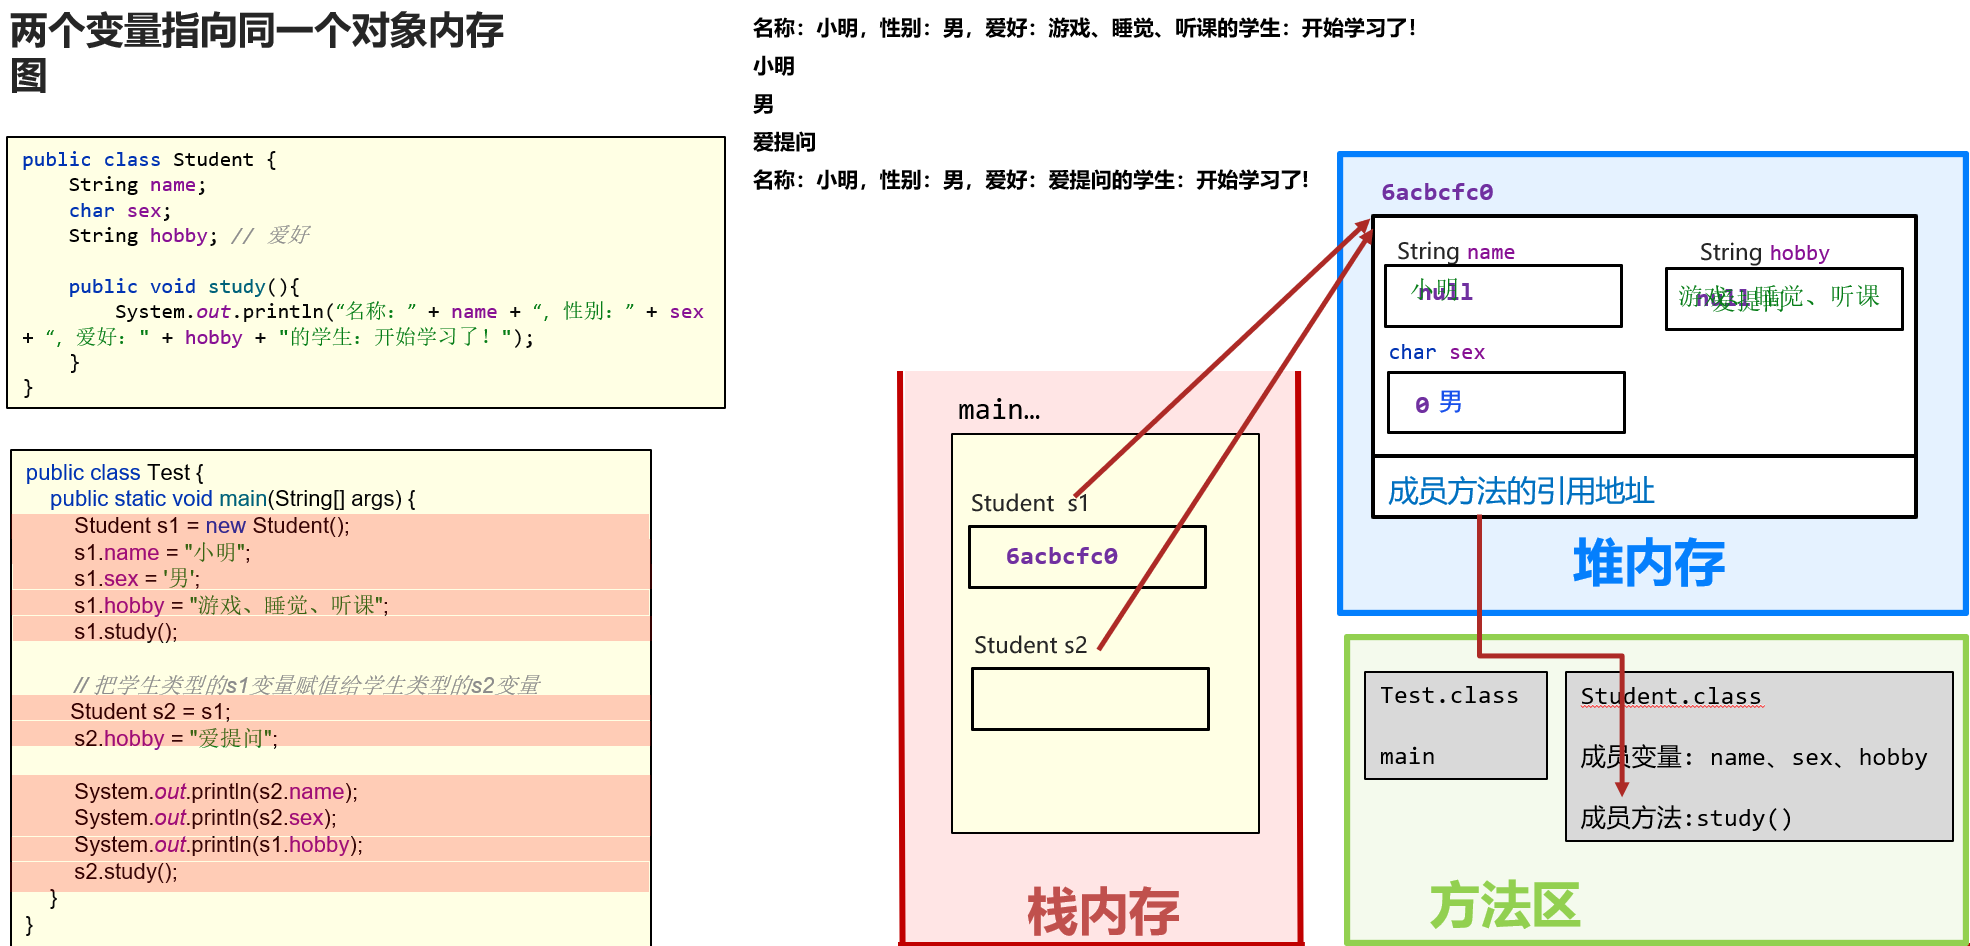 两个变量指向同一个对象内存
图
public class Student {
String name;
char sex;
String hobby; // 爱好
public void study(){
System.out.println(“名称：” + name + “，性别：” + sex
+ “，爱好：" + hobby + "的学生：开始学习了！");
}
}
public class Test {
public static void main(String[] args) {
Student s1 = new Student();
s1.name = "小明";
s1.sex = '男';
s1.hobby = "游戏、睡觉、听课";
s1.study();
// 把学生类型的s1变量赋值给学生类型的s2变量
Student s2 = s1;
s2.hobby = "爱提问";
System.out.println(s2.name);
System.out.println(s2.sex);
System.out.println(s1.hobby);
s2.study();
}
}
名称：小明，性别：男，爱好：游戏、睡觉、听课的学生：开始学习了！
小明
男
爱提问
名称：小明，性别：男，爱好：爱提问的学生：开始学习了!
main…
Student s1
6acbcfc0
Student s2
栈内存
6acbcfc0
String name
null
小明
String hobby
null
游戏、睡觉、听课
爱提问
char sex
0 男
成员方法的引用地址
堆内存
Test.class
main
Student.class
成员变量: name、sex、hobby
成员方法:study()
方法区